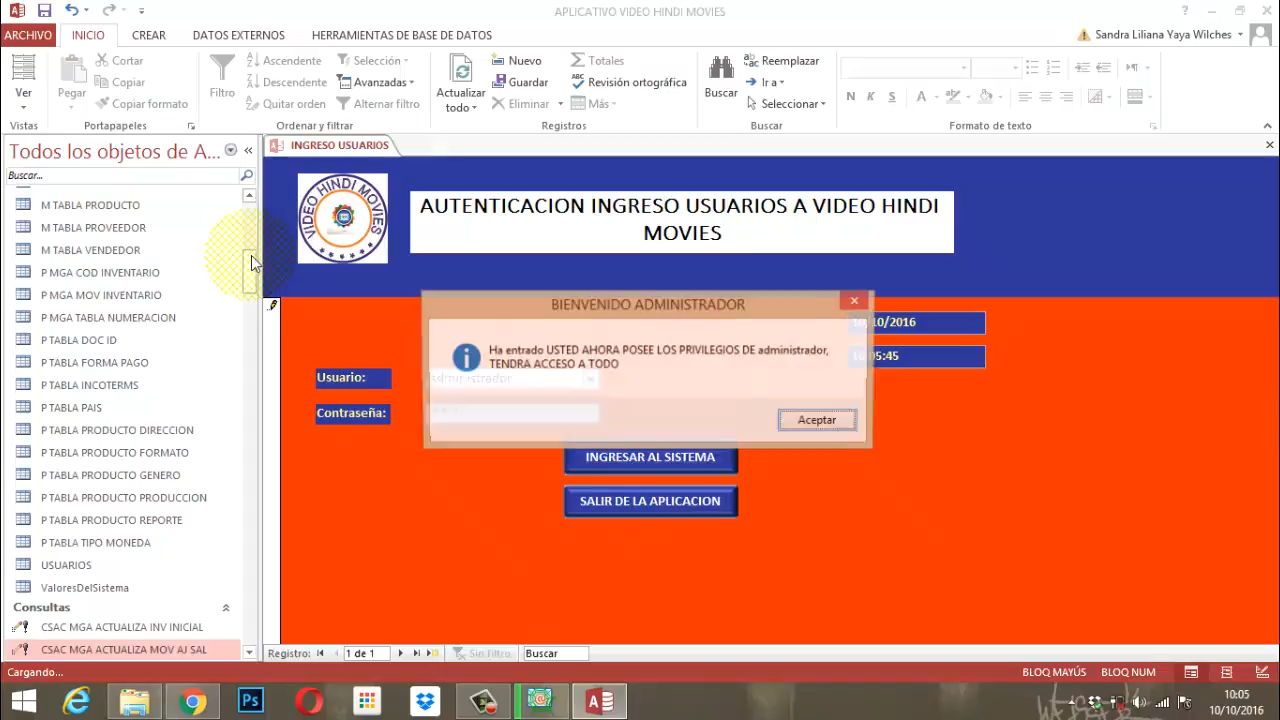 APLICATIVO VIDEO HINDI MOVIES
ARCHIVO INICIO CREAR DATOS EXTERNOS HERRAMIENTAS DE BASE DE DATOS Sandra Liliana Yaya Wilches
Ver
Vistas
Pegar
Cortar
Copiar
Copiar formato
Portapapeles
Filtro
Ascendente
Descendente
Quitar orden
Selección
Avanzadas
Alternar filtro
Ordenar y filtrar
Actualizar
todo
Nuevo
Guardar
Eliminar
Totales
Revisión ortográfica
Más
Registros
Buscar
Reemplazar
Ir a
Seleccionar
Buscar
N K S
A
Formato de texto
Todos los objetos de A...
Buscar...
M TABLA PRODUCTO
M TABLA PROVEEDOR
M TABLA VENDEDOR
P MGA COD INVENTARIO
P MGA MOV INVENTARIO
P MGA TABLA NUMERACION
P TABLA DOC ID
P TABLA FORMA PAGO
P TABLA INCOTERMS
P TABLA PAIS
P TABLA PRODUCTO DIRECCION
P TABLA PRODUCTO FORMATO
P TABLA PRODUCTO GENERO
P TABLA PRODUCTO PRODUCCION
P TABLA PRODUCTO REPORTE
P TABLA TIPO MONEDA
USUARIOS
ValoresDelSistema
Consultas
CSAC MGA ACTUALIZA INV INICIAL
CSAC MGA ACTUALIZA MOV AJ SAL
INGRESO USUARIOS
VIDEO HINDI MOVIES
AUTENTICACION INGRESO USUARIOS A VIDEO HINDI
MOVIES
10/10/2016
05:45
BIENVENIDO ADMINISTRADOR
Ha entrado USTED AHORA POSEE LOS PRIVILEGIOS DE administrador,
TENDRA ACCESO A TODO
Aceptar
Usuario: Administrador
Contraseña:
INGRESAR AL SISTEMA
SALIR DE LA APLICACION
Registro: 1 de 1 Sin filtro Buscar
Cargando... BLOQ MAYÚS BLOQ NUM
Ps
10:05
10/10/2016